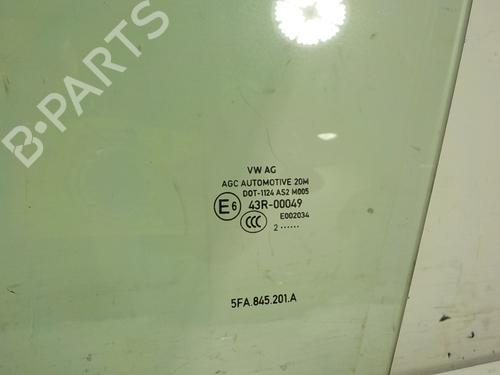 B-PARTS
VW AG
AGC AUTOMOTIVE 20M
DOT-1124 AS2 M005
E6 43R-00049
CCC E002034
2 ......
5FA.845.201.A